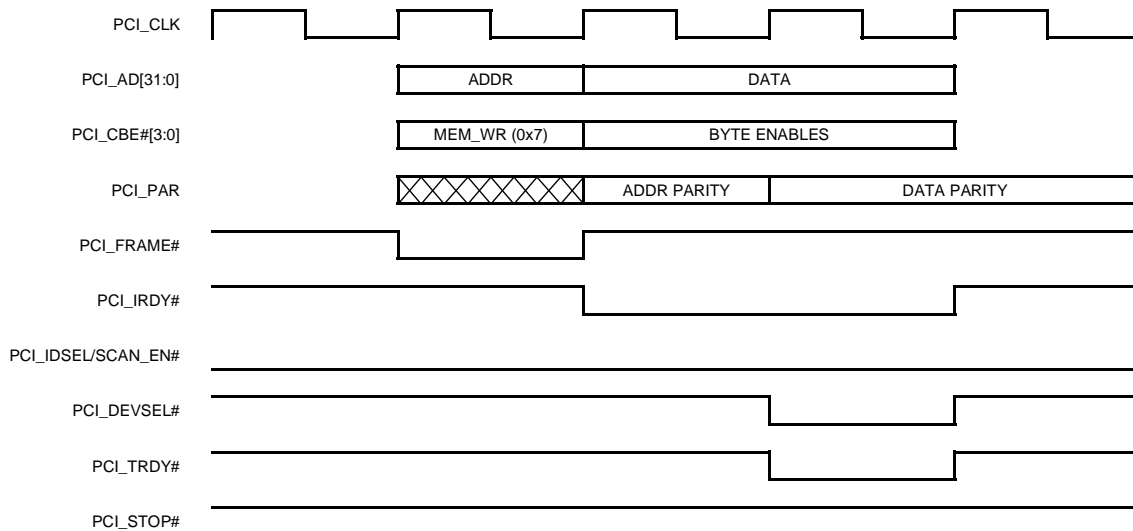 PCI_CLK
PCI_AD[31:0] ADDR DATA
PCI_CBE#[3:0] MEM_WR (0x7) BYTE ENABLES
PCI_PAR ADDR PARITY DATA PARITY
PCI_FRAME#
PCI_IRDY#
PCI_IDSEL/SCAN_EN#
PCI_DEVSEL#
PCI_TRDY#
PCI_STOP#